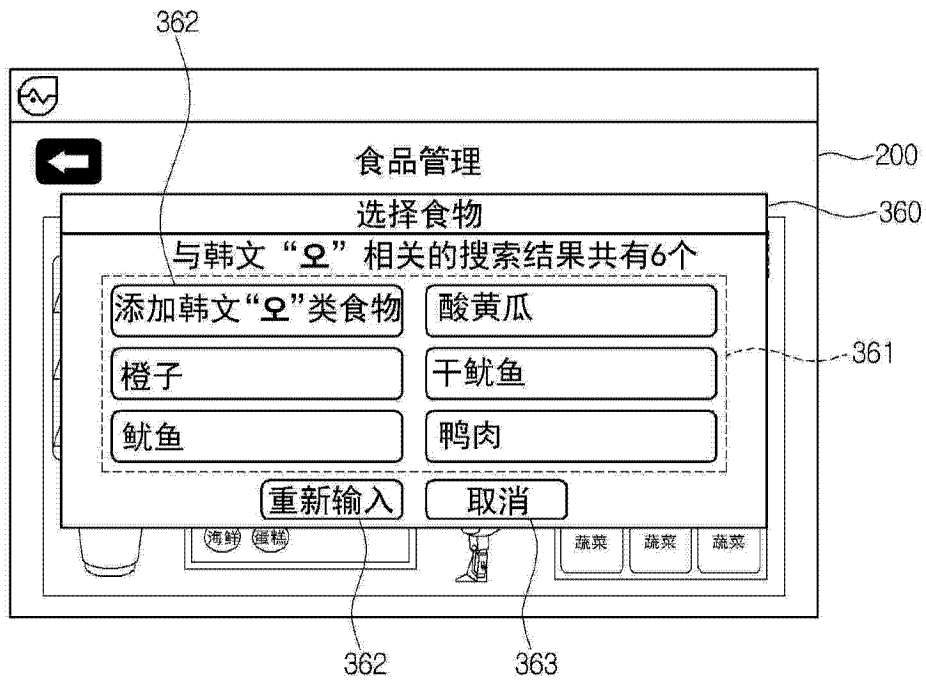 362
食品管理
200
选择食物
360
与韩文“오”相关的搜索结果共有6个
添加韩文“오”类食物
酸黄瓜
橙子
干鱿鱼
361
鱿鱼
鸭肉
重新输入
取消
海鲜
蛋糕
蔬菜
蔬菜
蔬菜
362
363